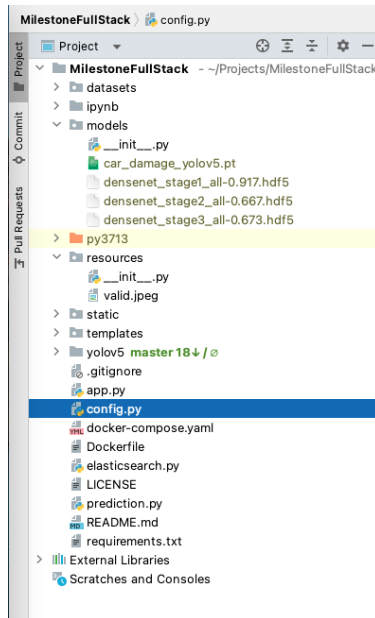 MilestoneFullStack config.py
Project
Project
Commit
Pull Requests
MilestoneFullStack - ~/Projects/MilestoneFullStack
datasets
ipynb
models
__init__.py
car_damage_yolov5.pt
densenet_stage1_all-0.917.hdf5
densenet_stage2_all-0.667.hdf5
densenet_stage3_all-0.673.hdf5
py3713
resources
__init__.py
valid.jpeg
static
templates
yolov5 master 18↓ / ∅
.gitignore
app.py
config.py
docker-compose.yaml
Dockerfile
elasticsearch.py
LICENSE
prediction.py
README.md
requirements.txt
External Libraries
Scratches and Consoles